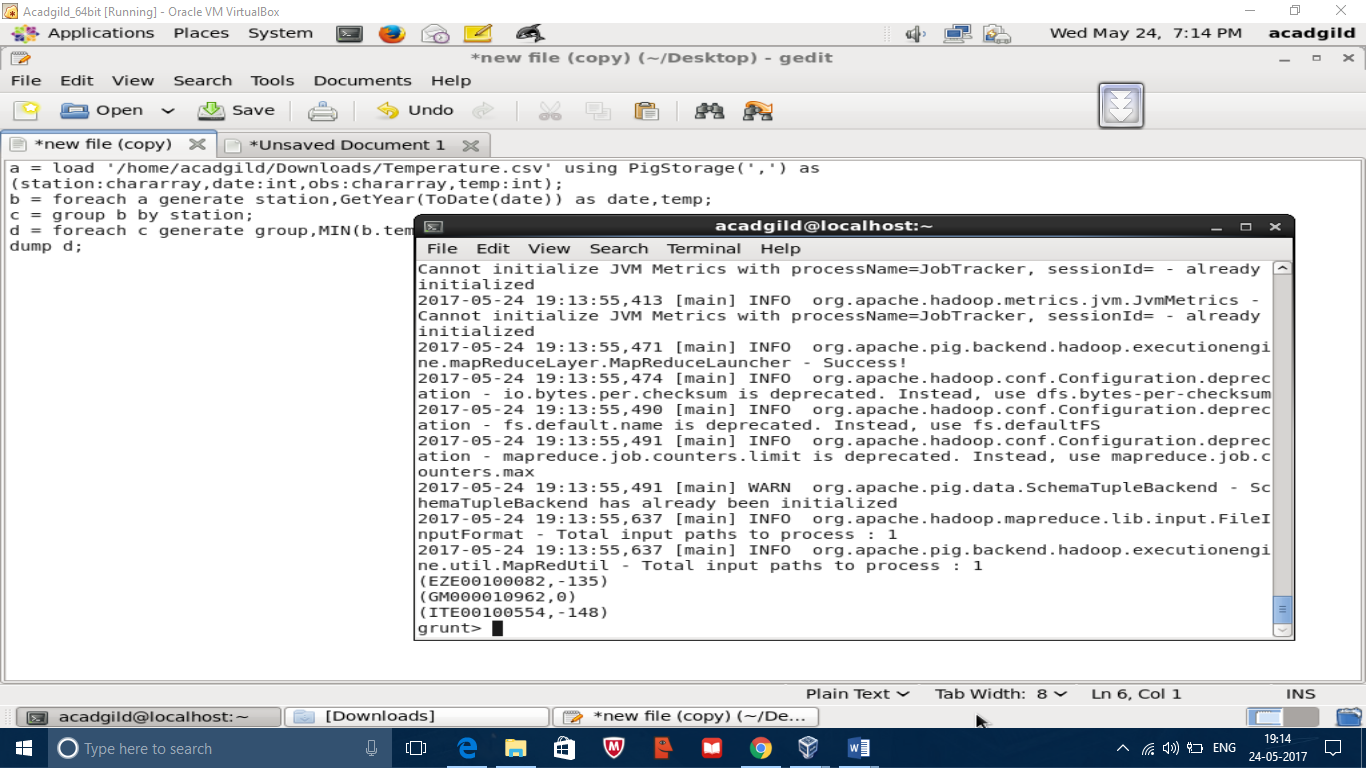 Acadgild_64bit [Running] - Oracle VM VirtualBox
Applications Places System Wed May 24, 7:14 PM acadgild
*new file (copy) (~/Desktop) - gedit
File Edit View Search Tools Documents Help
Open Save Undo
*new file (copy) *Unsaved Document 1
a = load '/home/acadgild/Downloads/Temperature.csv' using PigStorage(',') as
(station:chararray,date:int,obs:chararray,temp:int);
b = foreach a generate station,GetYear(ToDate(date)) as date,temp;
c = group b by station;
d = foreach c generate group,MIN(b.tem
dump d;
acadgild@localhost:~
File Edit View Search Terminal Help
Cannot initialize JVM Metrics with processName=JobTracker, sessionId= - already
initialized
2017-05-24 19:13:55,413 [main] INFO  org.apache.hadoop.metrics.jvm.JvmMetrics -
Cannot initialize JVM Metrics with processName=JobTracker, sessionId= - already
initialized
2017-05-24 19:13:55,471 [main] INFO  org.apache.pig.backend.hadoop.executionengi
ne.mapReduceLayer.MapReduceLauncher - Success!
2017-05-24 19:13:55,474 [main] INFO  org.apache.hadoop.conf.Configuration.deprec
ation - io.bytes.per.checksum is deprecated. Instead, use dfs.bytes-per-checksum
2017-05-24 19:13:55,490 [main] INFO  org.apache.hadoop.conf.Configuration.deprec
ation - fs.default.name is deprecated. Instead, use fs.defaultFS
2017-05-24 19:13:55,491 [main] INFO  org.apache.hadoop.conf.Configuration.deprec
ation - mapreduce.job.counters.limit is deprecated. Instead, use mapreduce.job.c
ounters.max
2017-05-24 19:13:55,491 [main] WARN  org.apache.pig.data.SchemaTupleBackend - Sc
hemaTupleBackend has already been initialized
2017-05-24 19:13:55,637 [main] INFO  org.apache.hadoop.mapreduce.lib.input.FileI
nputFormat - Total input paths to process : 1
2017-05-24 19:13:55,637 [main] INFO  org.apache.pig.backend.hadoop.executionengi
ne.util.MapRedUtil - Total input paths to process : 1
(EZE00100082,-135)
(GM000010962,0)
(ITE00100554,-148)
grunt>
Plain Text Tab Width: 8 Ln 6, Col 1 INS
acadgild@localhost:~ [Downloads] *new file (copy) (~/De...
Type here to search ENG 19:14
24-05-2017